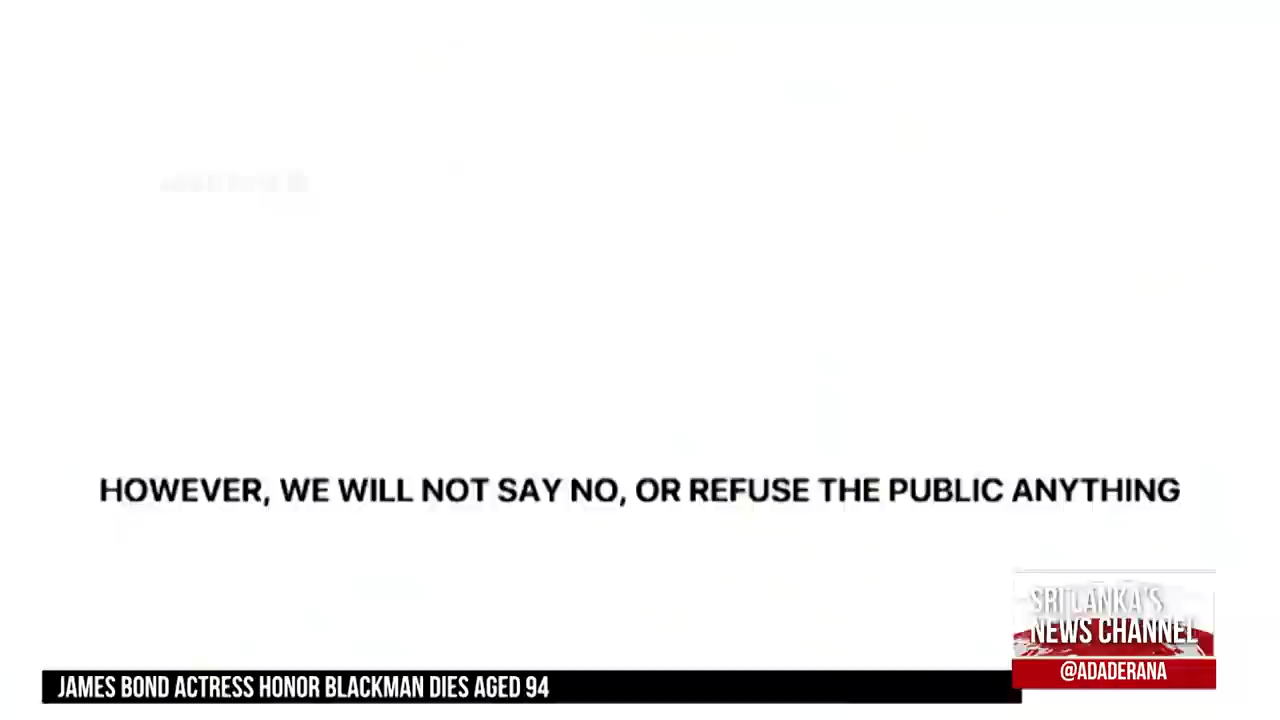 HOWEVER, WE WILL NOT SAY NO, OR REFUSE THE PUBLIC ANYTHING
SRI LANKA'S
NEWS CHANNEL
@ADADERANA
JAMES BOND ACTRESS HONOR BLACKMAN DIES AGED 94